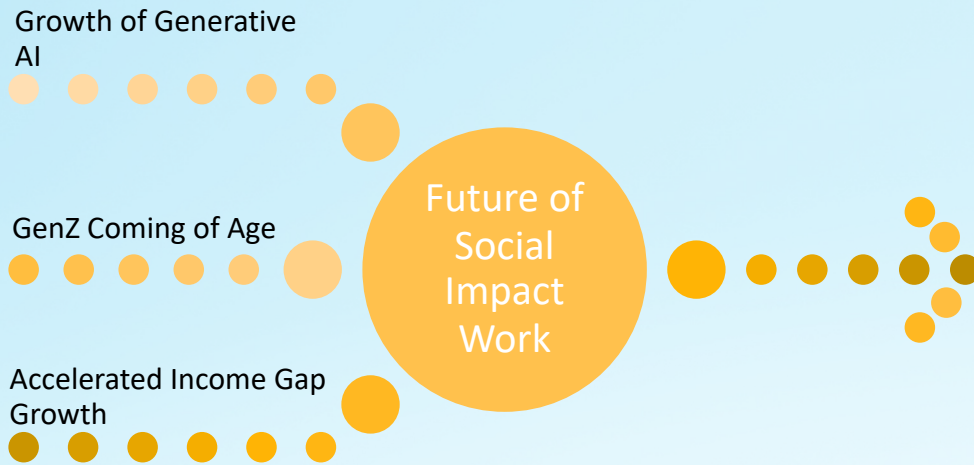 Growth of Generative
AI
GenZ Coming of Age
Accelerated Income Gap
Growth
Future of
Social
Impact
Work